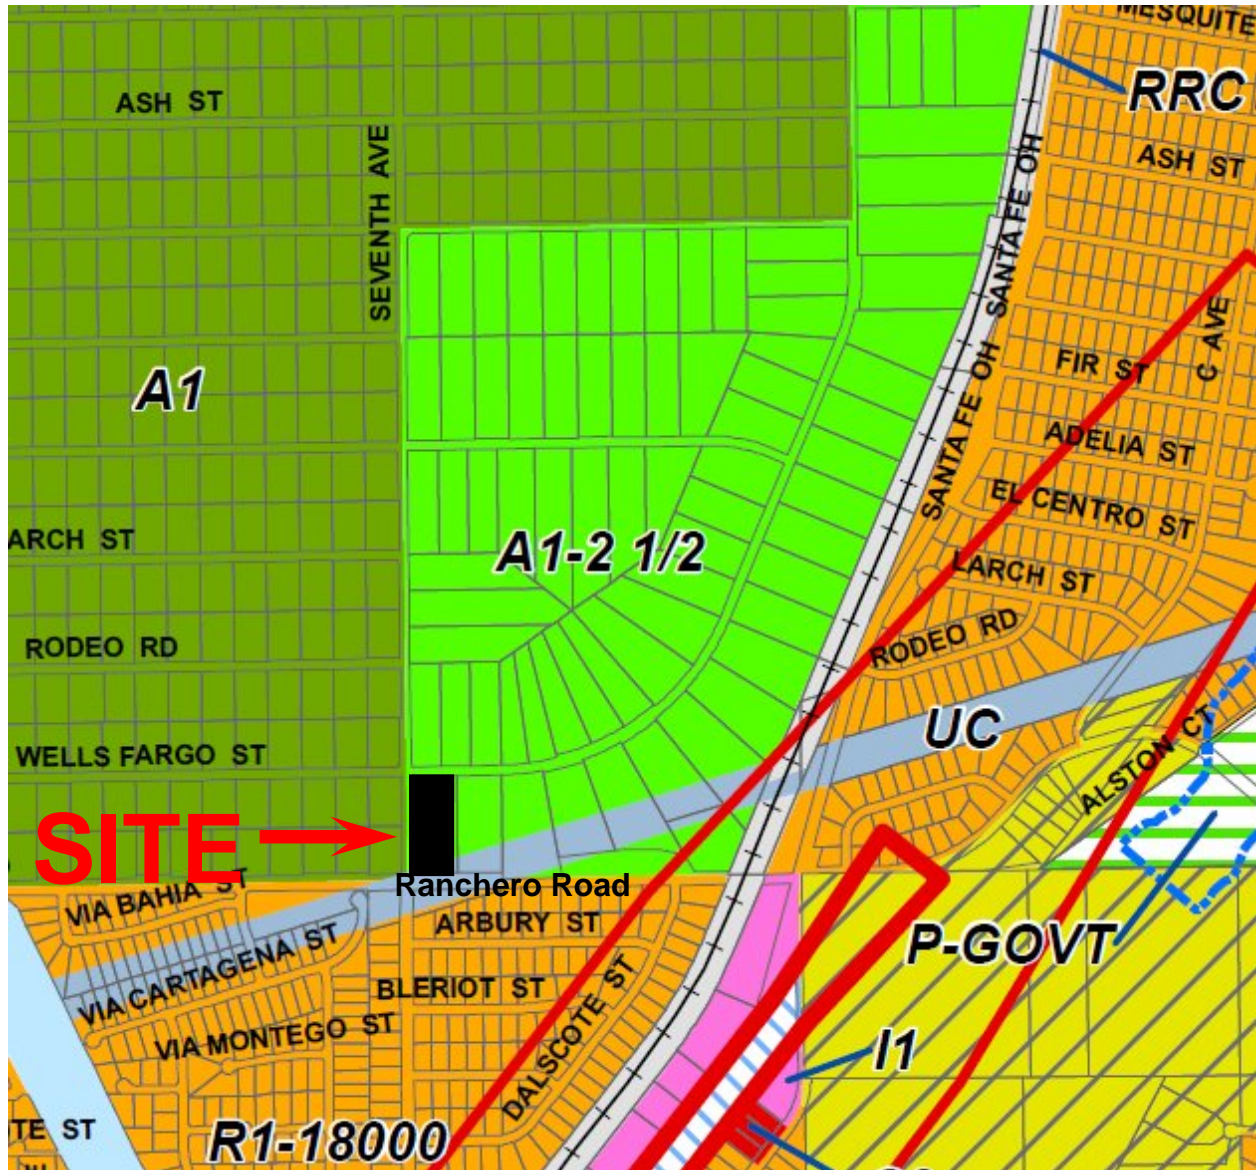 MESQUITE
RRC
ASH ST
SEVENTH AVE
ASH ST
SANTA FE OH
C AVE
FIR ST
A1
SANTA FE OH
ADELIA ST
EL CENTRO ST
ARCH ST
A1-2 1/2
LARCH ST
RODEO RD
RODEO RD
UC
WELLS FARGO ST
ALSTON CT
SITE
Ranchero Road
VIA BAHIA ST
ARBURY ST
P-GOVT
VIA CARTAGENA ST
BLERIOT ST
VIA MONTEGO ST
DALSCOTE ST
I1
TE ST
R1-18000